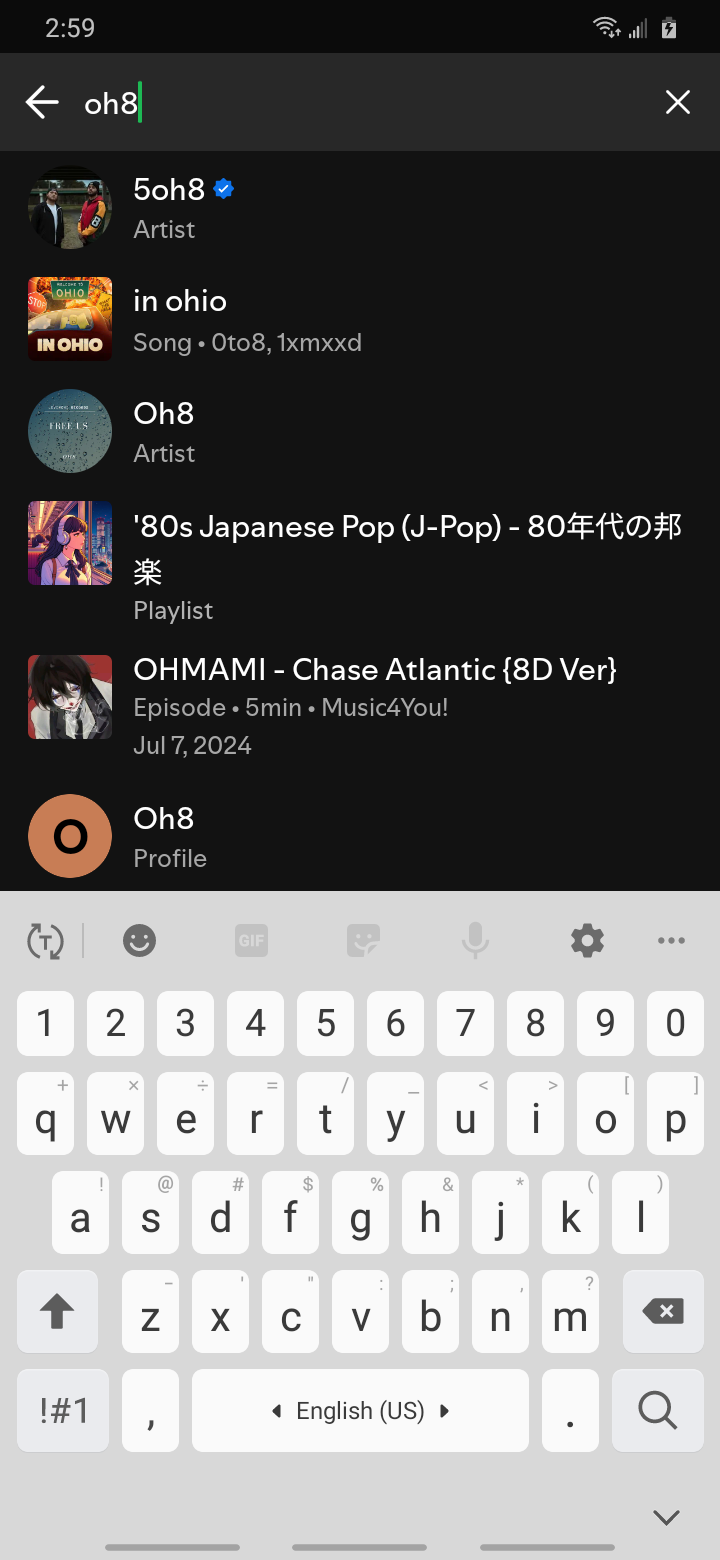 2:59
oh8
5oh8
Artist
WELCOME TO
OHIO
STOP
IN OHIO
in ohio
Song • 0to8, 1xmxxd
FREE US
Oh8
Artist
'80s Japanese Pop (J-Pop) - 80年代の邦
楽
Playlist
OHMAMI - Chase Atlantic {8D Ver}
Episode • 5min • Music4You!
Jul 7, 2024
O
Oh8
Profile
T
GIF
1 2 3 4 5 6 7 8 9 0
+ × ÷ = / _ < > [ ]
q w e r t y u i o p
! @ # $ % & * ( )
a s d f g h j k l
- ' " : ; , ?
z x c v b n m
!#1 , English (US) .